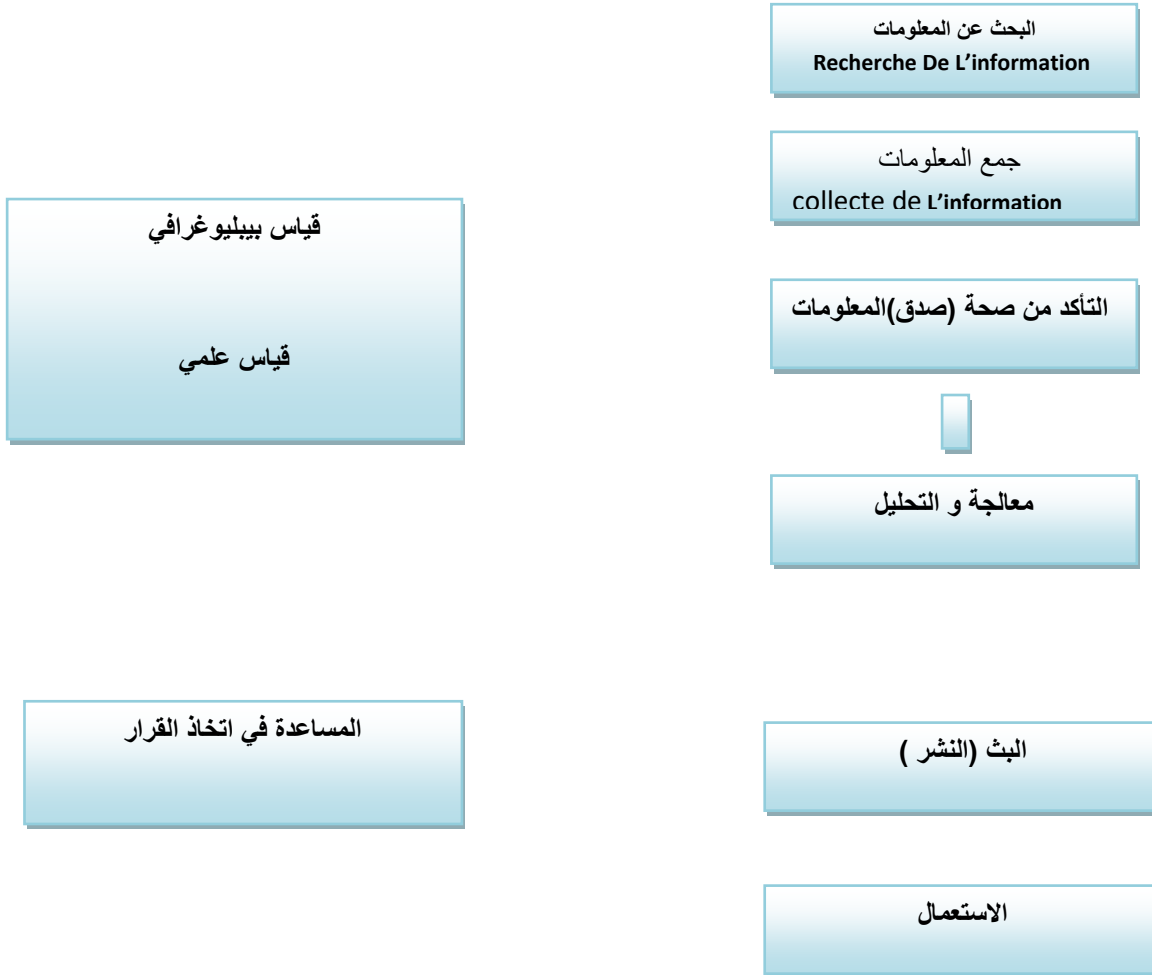 البحث عن المعلومات
Recherche De L’information
جمع المعلومات
collecte de L’information
قياس بيبليوغرافي
قياس علمي
التأكد من صحة (صدق)المعلومات
معالجة و التحليل
المساعدة في اتخاذ القرار
البث (النشر )
الاستعمال